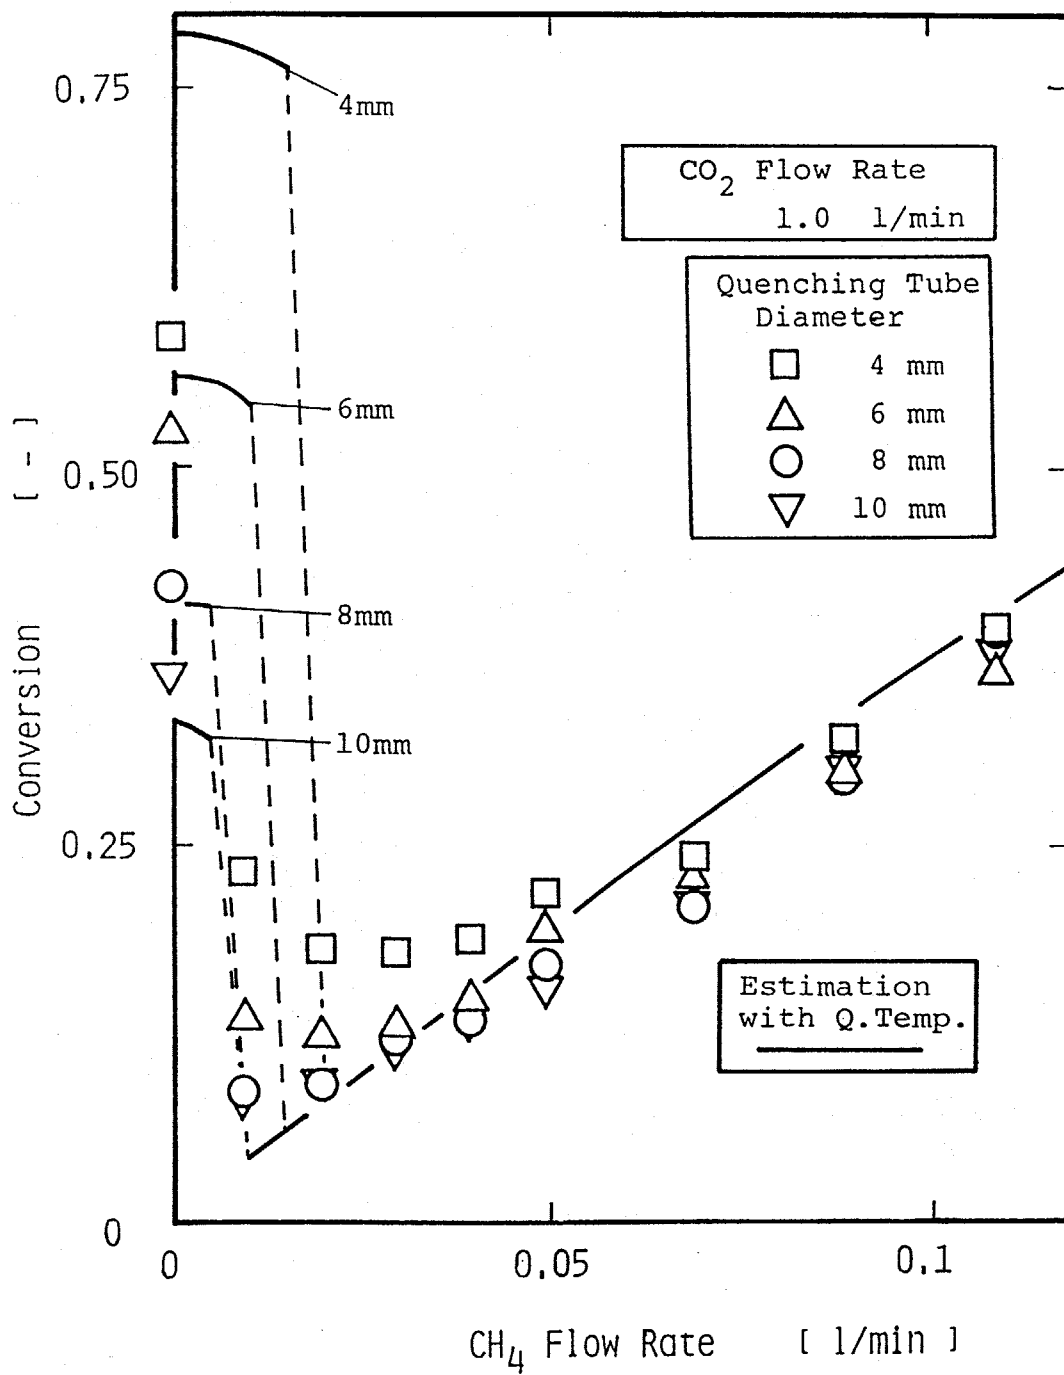 0.75
4mm
CO2 Flow Rate
1.0 l/min
Quenching Tube
Diameter
4 mm
6 mm
8 mm
10 mm
6mm
0.50
8mm
10mm
0.25
Conversion [ - ]
Estimation
with Q.Temp.
0
0
0.05
0.1
CH4 Flow Rate [ l/min ]